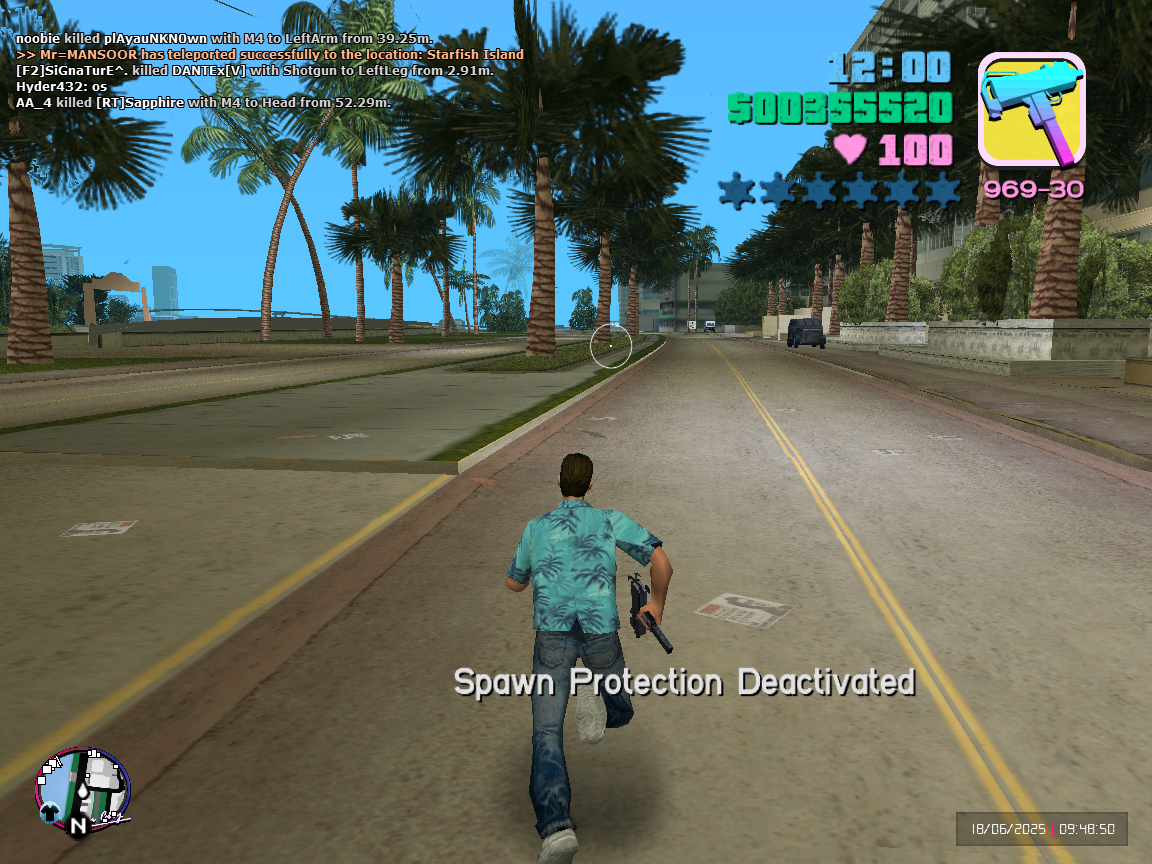 noobie killed plAyauNKN0wn with M4 to LeftArm from 39.25m.
>> Mr=MANSOOR has teleported successfully to the location: Starfish Island
[F2]SiGnaTurE^. killed DANTEx[V] with Shotgun to LeftLeg from 2.91m.
Hyder432: os
AA_4 killed [RT]Sapphire with M4 to Head from 52.29m.
12:00
$00355520
100
969-30
Spawn Protection Deactivated
N
18/06/2025 | 09:48:50